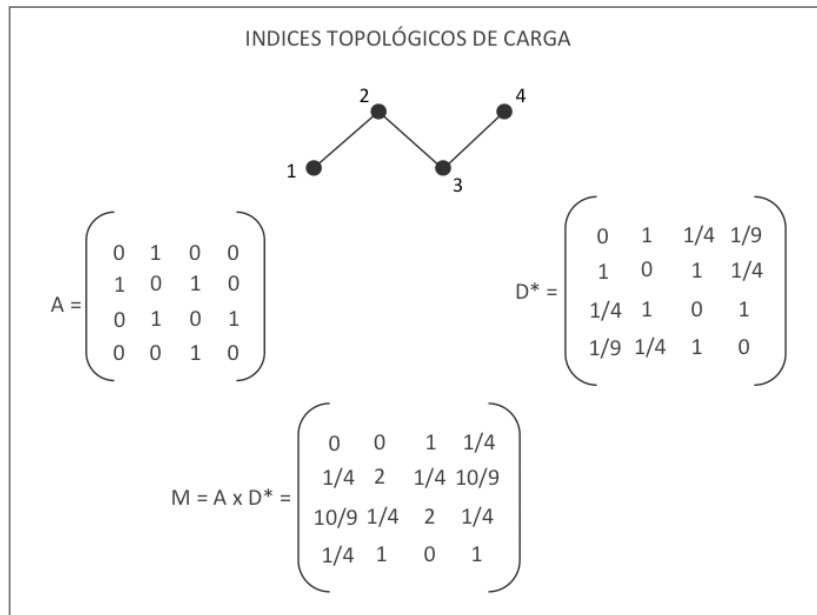 INDICES TOPOLÓGICOS DE CARGA
2 4
1 3
A =
0 1 0 0
1 0 1 0
0 1 0 1
0 0 1 0
D* =
0 1 1/4 1/9
1 0 1 1/4
1/4 1 0 1
1/9 1/4 1 0
M = A x D* =
0 0 1 1/4
1/4 2 1/4 10/9
10/9 1/4 2 1/4
1/4 1 0 1